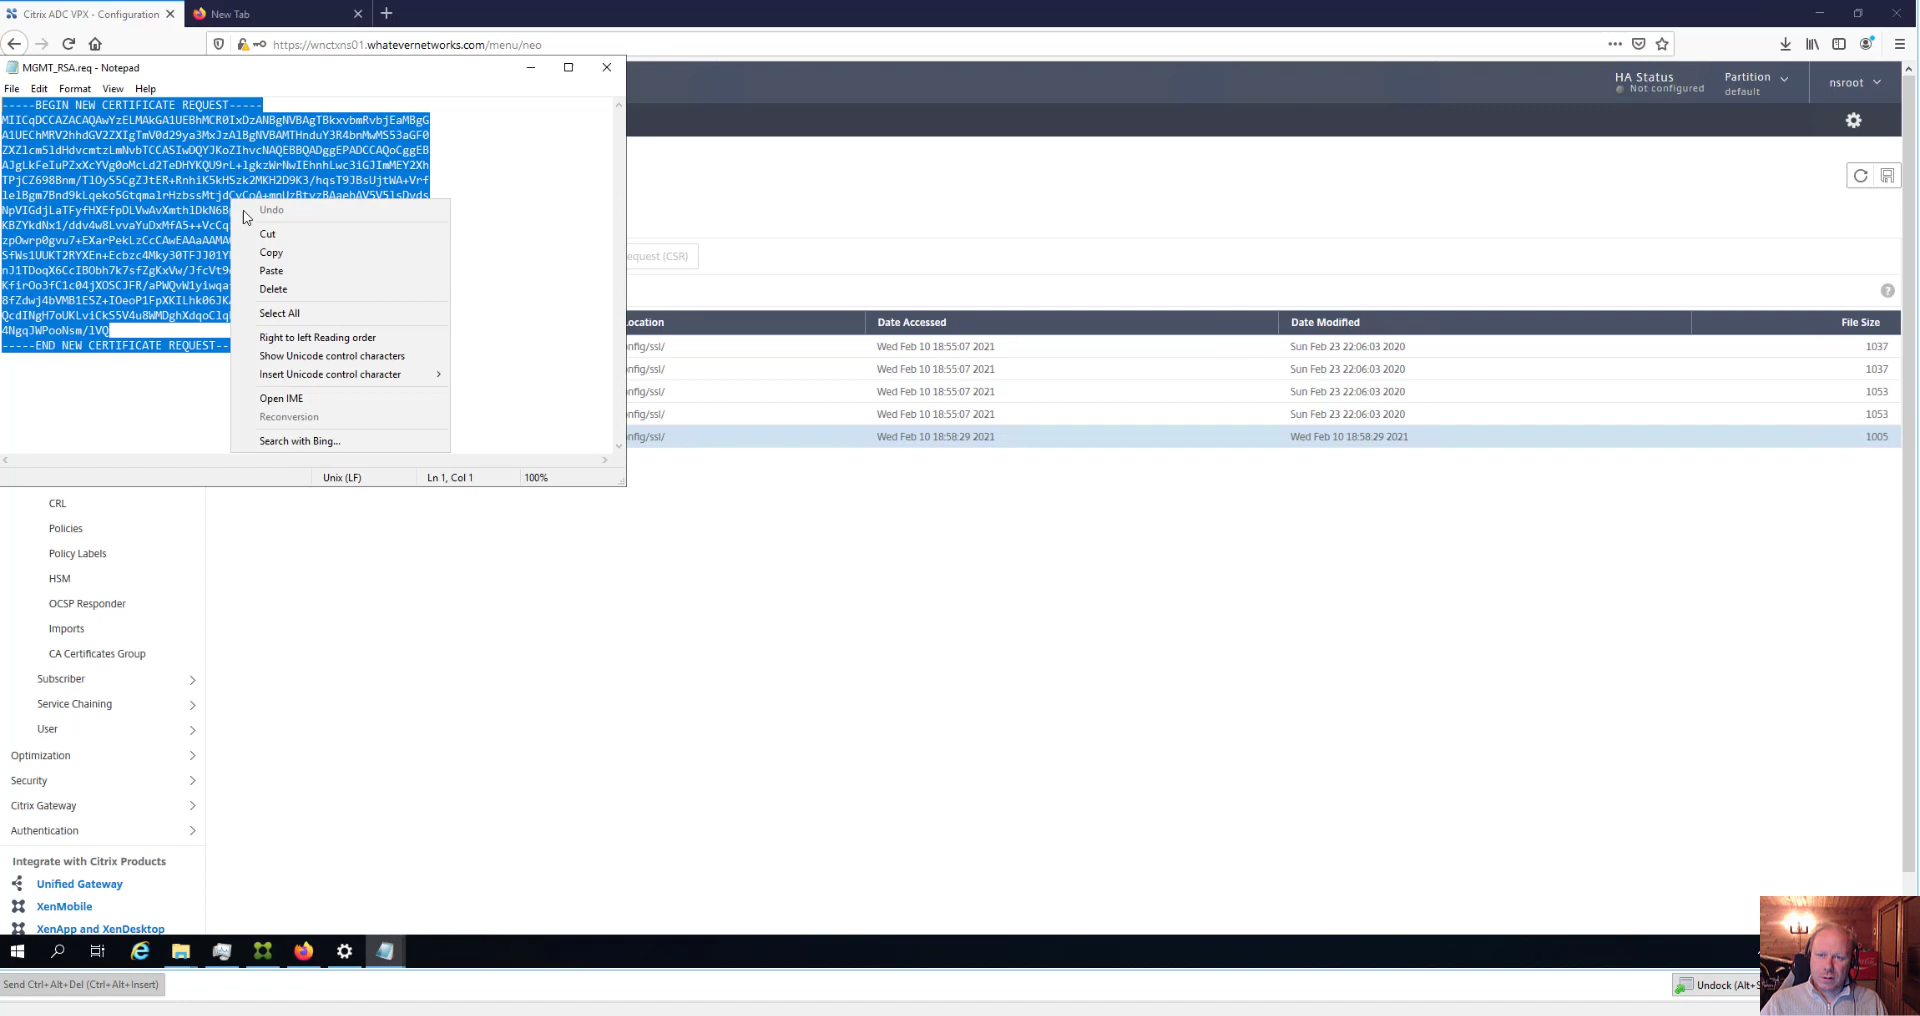 Citrix ADC VPX - Configuration
New Tab
https://wnctxns01.whatevernetworks.com/menu/neo
MGMT_RSA.req - Notepad
File Edit Format View Help
-----BEGIN NEW CERTIFICATE REQUEST-----
MIICqDCCAZACAQAwYzELMAkGA1UEBhMCR0IxDzANBgNVBAgTBkxvbmRvbjEaMBgG
A1UEChMRV2hhdGV2ZXIgTmV0d29ya3MxJzAlBgNVBAMTHnduY3R4bnMwMS53aGF0
ZXZlcm5ldHdvcmtzLmNvbTCCASIwDQYJKoZIhvcNAQEBBQADggEPADCCAQoCggEB
-----END NEW CERTIFICATE REQUEST--
Undo
Cut
Copy
Paste
Delete
Select All
Right to left Reading order
Show Unicode control characters
Insert Unicode control character
Open IME
Reconversion
Search with Bing...
Unix (LF) Ln 1, Col 1 100%
HA Status
Not configured
Partition
default
nsroot
equest (CSR)
ocation Date Accessed Date Modified File Size
nfig/ssl/ Wed Feb 10 18:55:07 2021 Sun Feb 23 22:06:03 2020 1037
nfig/ssl/ Wed Feb 10 18:55:07 2021 Sun Feb 23 22:06:03 2020 1037
nfig/ssl/ Wed Feb 10 18:55:07 2021 Sun Feb 23 22:06:03 2020 1053
nfig/ssl/ Wed Feb 10 18:55:07 2021 Sun Feb 23 22:06:03 2020 1053
nfig/ssl/ Wed Feb 10 18:58:29 2021 Wed Feb 10 18:58:29 2021 1005
CRL
Policies
Policy Labels
HSM
OCSP Responder
Imports
CA Certificates Group
Subscriber
Service Chaining
User
Optimization
Security
Citrix Gateway
Authentication
Integrate with Citrix Products
Unified Gateway
XenMobile
XenApp and XenDesktop
Send Ctrl+Alt+Del (Ctrl+Alt+Insert)
Undock (Alt+S